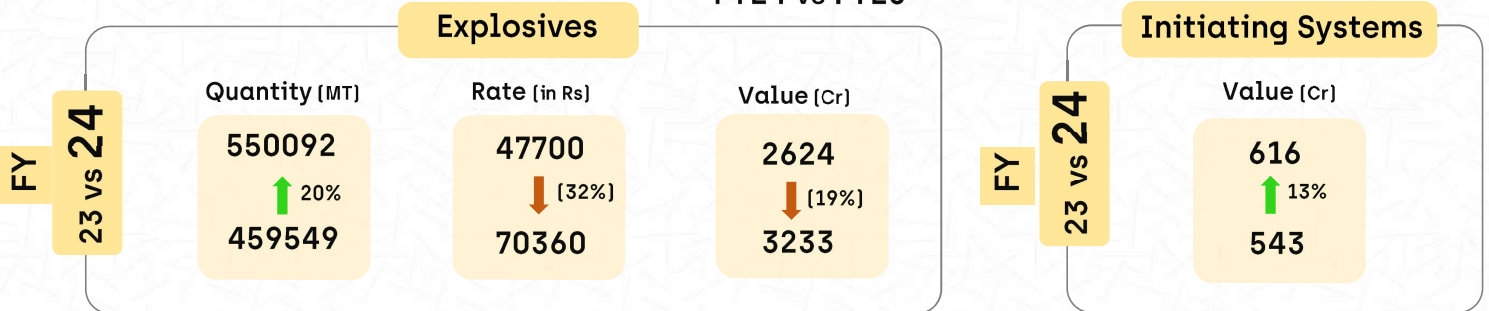 Explosives
FY
23 vs 24
Quantity (MT)
550092
20%
459549
Rate (in Rs)
47700
(32%)
70360
Value (Cr)
2624
(19%)
3233
Initiating Systems
FY
23 vs 24
Value (Cr)
616
13%
543